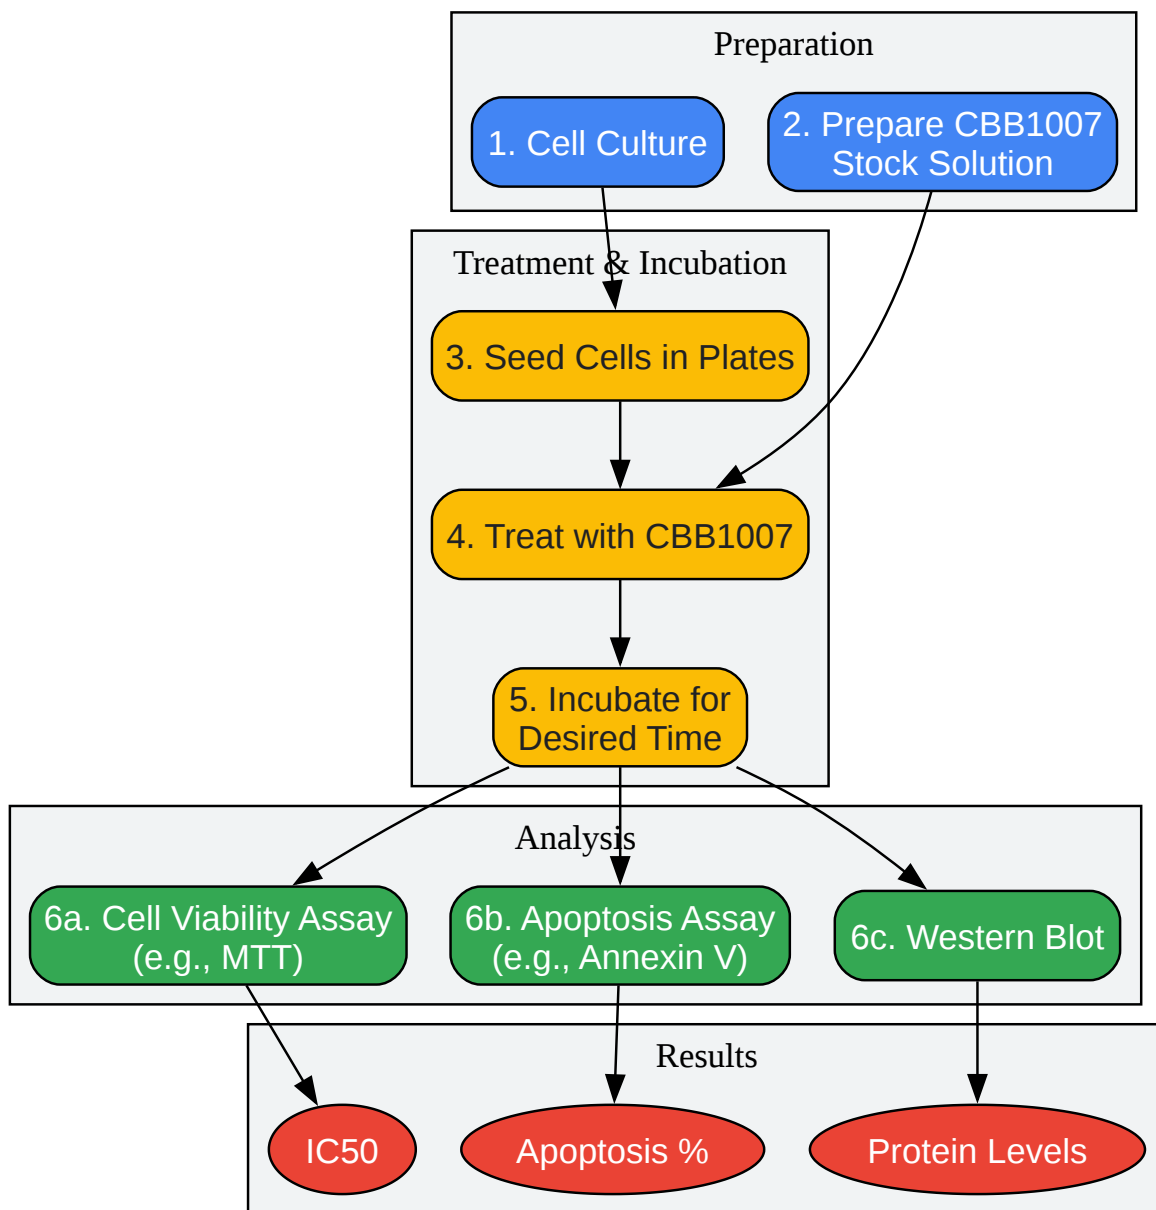 Preparation
1. Cell Culture
2. Prepare CBB1007
Stock Solution
Treatment & Incubation
3. Seed Cells in Plates
4. Treat with CBB1007
5. Incubate for
Desired Time
Analysis
6a. Cell Viability Assay
(e.g., MTT)
6b. Apoptosis Assay
(e.g., Annexin V)
6c. Western Blot
Results
IC50
Apoptosis %
Protein Levels